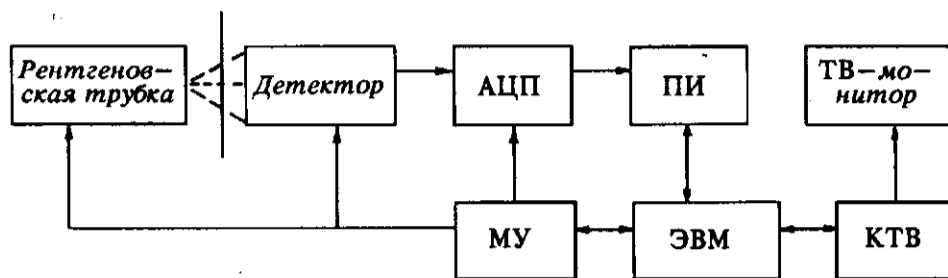 Рентгенов-
ская трубка
Детектор
АЦП
ПИ
ТВ-мо-
нитор
МУ
ЭВМ
КТВ